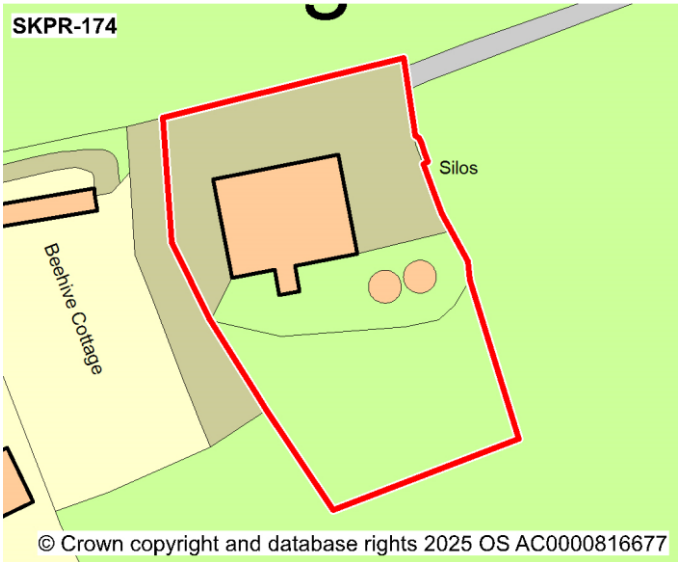 SKPR-174
Silos
Beehive Cottage
© Crown copyright and database rights 2025 OS AC0000816677